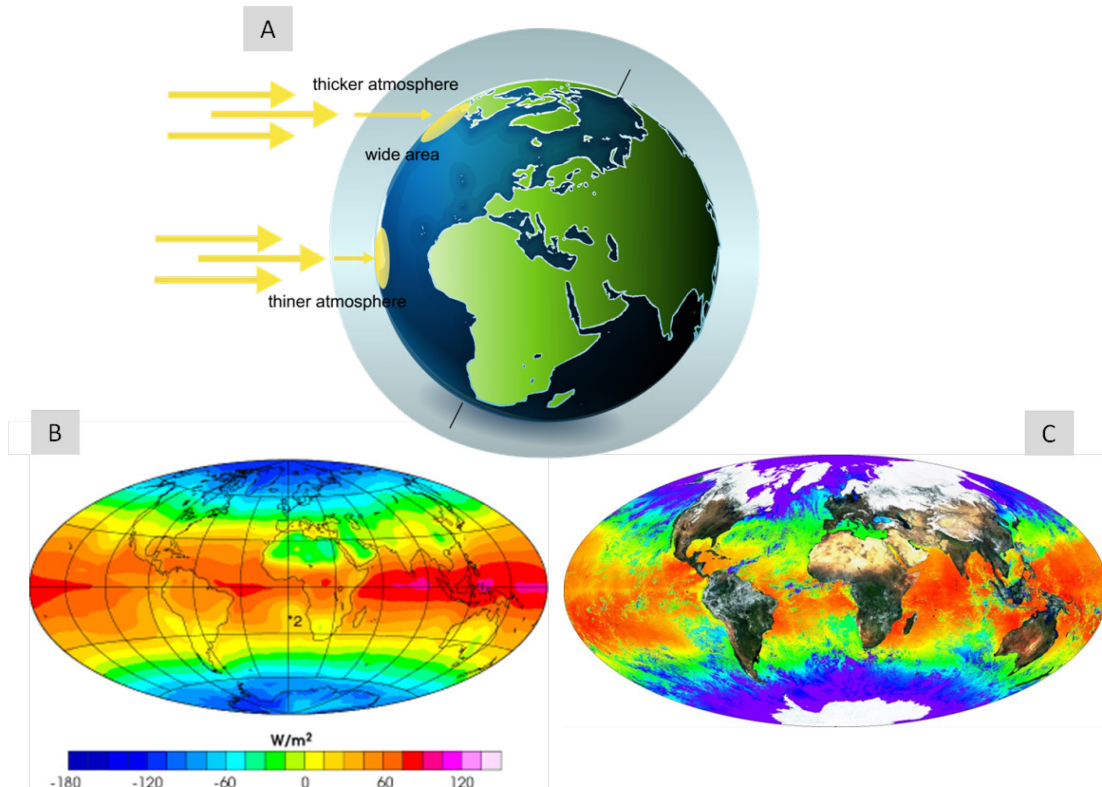 A
thicker atmosphere
wide area
thiner atmosphere
B
C
*2
W/m²
-180 -120 -60 0 60 120